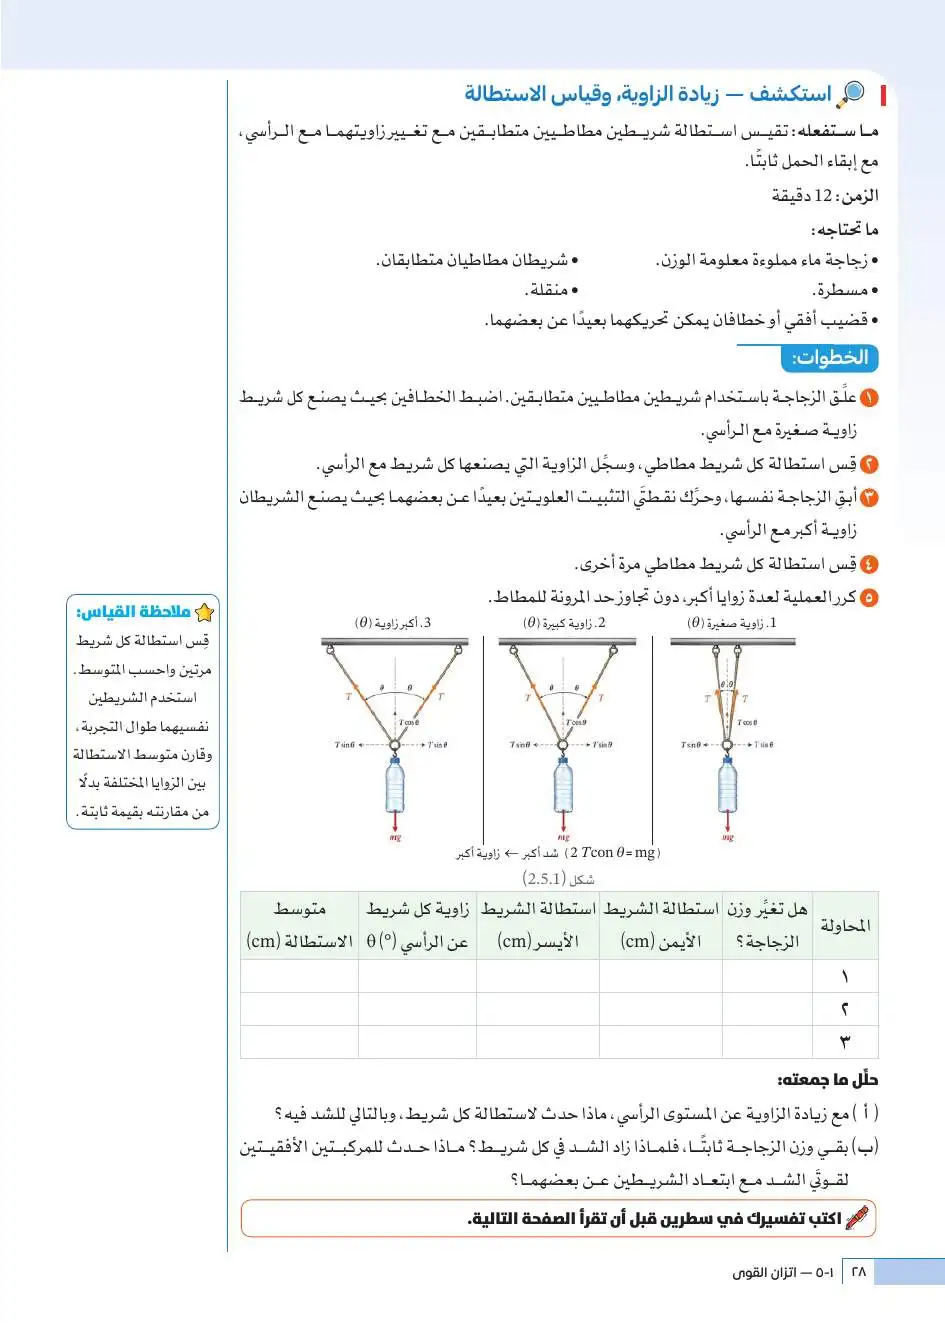 استكشف — زيادة الزاوية، وقياس الاستطالة
ما ستفعله: تقيس استطالة شريطين مطاطيين متطابقين مع تغيير زاويتهما مع الرأسي،
مع إبقاء الحمل ثابتًا.
الزمن: 12 دقيقة
ما تحتاجه:
• زجاجة ماء مملوءة معلومة الوزن.
• شريطان مطاطيان متطابقان.
• مسطرة.
• منقلة.
• قضيب أفقي أو خطافان يمكن تحريكهما بعيدًا عن بعضهما.
الخطوات:
١ علِّق الزجاجة باستخدام شريطين مطاطيين متطابقين. اضبط الخطافين بحيث يصنع كل شريط
زاوية صغيرة مع الرأسي.
٢ قِس استطالة كل شريط مطاطي، وسجِّل الزاوية التي يصنعها كل شريط مع الرأسي.
٣ أبقِ الزجاجة نفسها، وحرِّك نقطتَي التثبيت العلويتين بعيدًا عن بعضهما بحيث يصنع الشريطان
زاوية أكبر مع الرأسي.
٤ قِس استطالة كل شريط مطاطي مرة أخرى.
٥ كرر العملية لعدة زوايا أكبر، دون تجاوز حد المرونة للمطاط.
ملاحظة القياس:
قِس استطالة كل شريط
مرتين واحسب المتوسط.
استخدم الشريطين
نفسيهما طوال التجربة،
وقارن متوسط الاستطالة
بين الزوايا المختلفة بدلًا
من مقارنته بقيمة ثابتة.
1. زاوية صغيرة (θ)
2. زاوية كبيرة (θ)
3. أكبر زاوية (θ)
θ θ
T T
T cos θ
T sin θ T sin θ
mg
θ θ
T T
T cos θ
T sin θ T sin θ
mg
θ θ
T T
T cos θ
T sin θ T sin θ
mg
(2 Tcon θ = mg) شد أكبر ← زاوية أكبر
شكل (2.5.1)
المحاولة
هل تغيَّر وزن
الزجاجة؟
استطالة الشريط
الأيمن (cm)
استطالة الشريط
الأيسر (cm)
زاوية كل شريط
عن الرأسي (°) θ
متوسط
الاستطالة (cm)
١
٢
٣
حلِّل ما جمعته:
(أ) مع زيادة الزاوية عن المستوى الرأسي، ماذا حدث لاستطالة كل شريط، وبالتالي للشد فيه؟
(ب) بقي وزن الزجاجة ثابتًا، فلماذا زاد الشد في كل شريط؟ ماذا حدث للمركبتين الأفقيتين
لقوتَي الشد مع ابتعاد الشريطين عن بعضهما؟
اكتب تفسيرك في سطرين قبل أن تقرأ الصفحة التالية.
٢٨
١-٥ — اتزان القوى